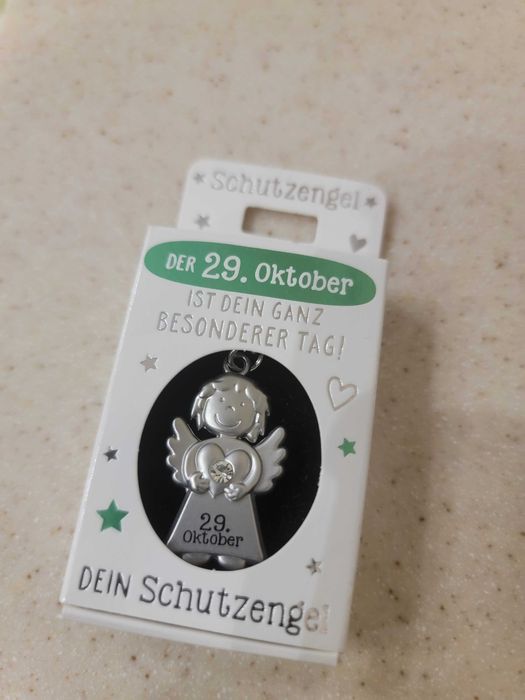 Schutzengel
DER 29. Oktober
IST DEIN GANZ
BESONDERER TAG!
29.
Oktober
DEIN Schutzengel